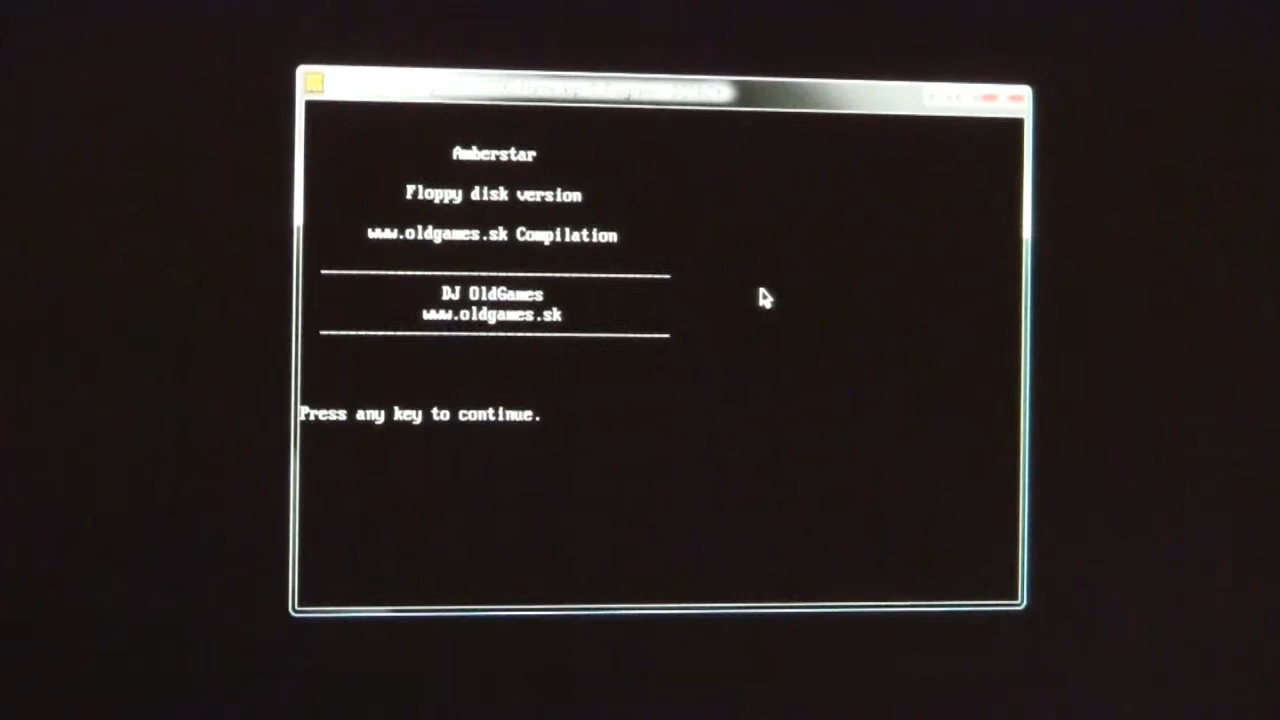 Amberstar
Floppy disk version
www.oldgames.sk Compilation
DJ OldGames
www.oldgames.sk
Press any key to continue.